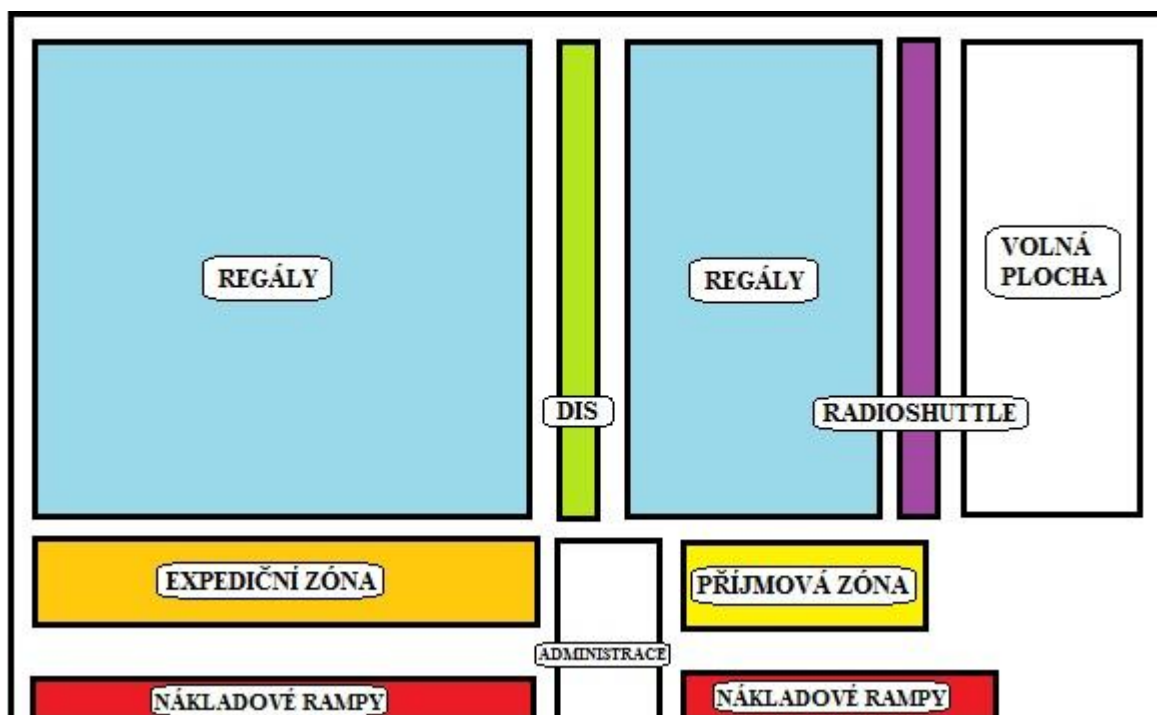 REGÁLY
REGÁLY
VOLNÁ
PLOCHA
DIS
RADIOSHUTTLE
EXPEDIČNÍ ZÓNA
PŘÍJMOVÁ ZÓNA
ADMINISTRACE
NÁKLADOVÉ RAMPY
NÁKLADOVÉ RAMPY